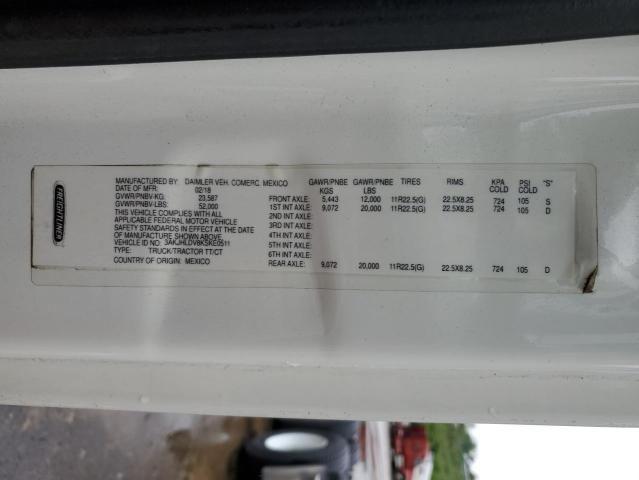 FREIGHTLINER
MANUFACTURED BY: DAIMLER VEH. COMERC. MEXICO
DATE OF MFR: 02/18
GVWR/PNBV-KG: 23,587
GVWR/PNBV-LBS: 52,000
THIS VEHICLE COMPLIES WITH ALL
APPLICABLE FEDERAL MOTOR VEHICLE
SAFETY STANDARDS IN EFFECT AT THE DATE
OF MANUFACTURE SHOWN ABOVE.
VEHICLE ID NO: 3AKJHLDV8KSKE0511
TYPE: TRUCK/TRACTOR TT/CT
COUNTRY OF ORIGIN: MEXICO
GAWR/PNBE GAWR/PNBE TIRES RIMS KPA PSI "S"
KGS LBS COLD COLD
FRONT AXLE: 5,443 12,000 11R22.5(G) 22.5X8.25 724 105 S
1ST INT AXLE: 9,072 20,000 11R22.5(G) 22.5X8.25 724 105 D
2ND INT AXLE:
3RD INT AXLE:
4TH INT AXLE:
5TH INT AXLE:
6TH INT AXLE:
REAR AXLE: 9,072 20,000 11R22.5(G) 22.5X8.25 724 105 D